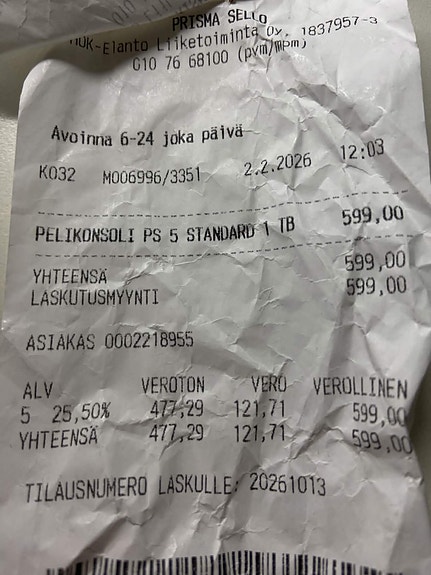 PRISMA SELLO
HOK-Elanto Liiketoiminta Oy, 1837957-3
010 76 68100 (pvm/mpm)
Avoinna 6-24 joka päivä
K032 M006996/3351 2.2.2026 12:03
PELIKONSOLI PS 5 STANDARD 1 TB 599,00
YHTEENSÄ 599,00
LASKUTUSMYYNTI 599,00
ASIAKAS 0002218955
ALV VEROTON VERO VEROLLINEN
5 25,50% 477,29 121,71 599,00
YHTEENSÄ 477,29 121,71 599,00
TILAUSNUMERO LASKULLE: 20261013